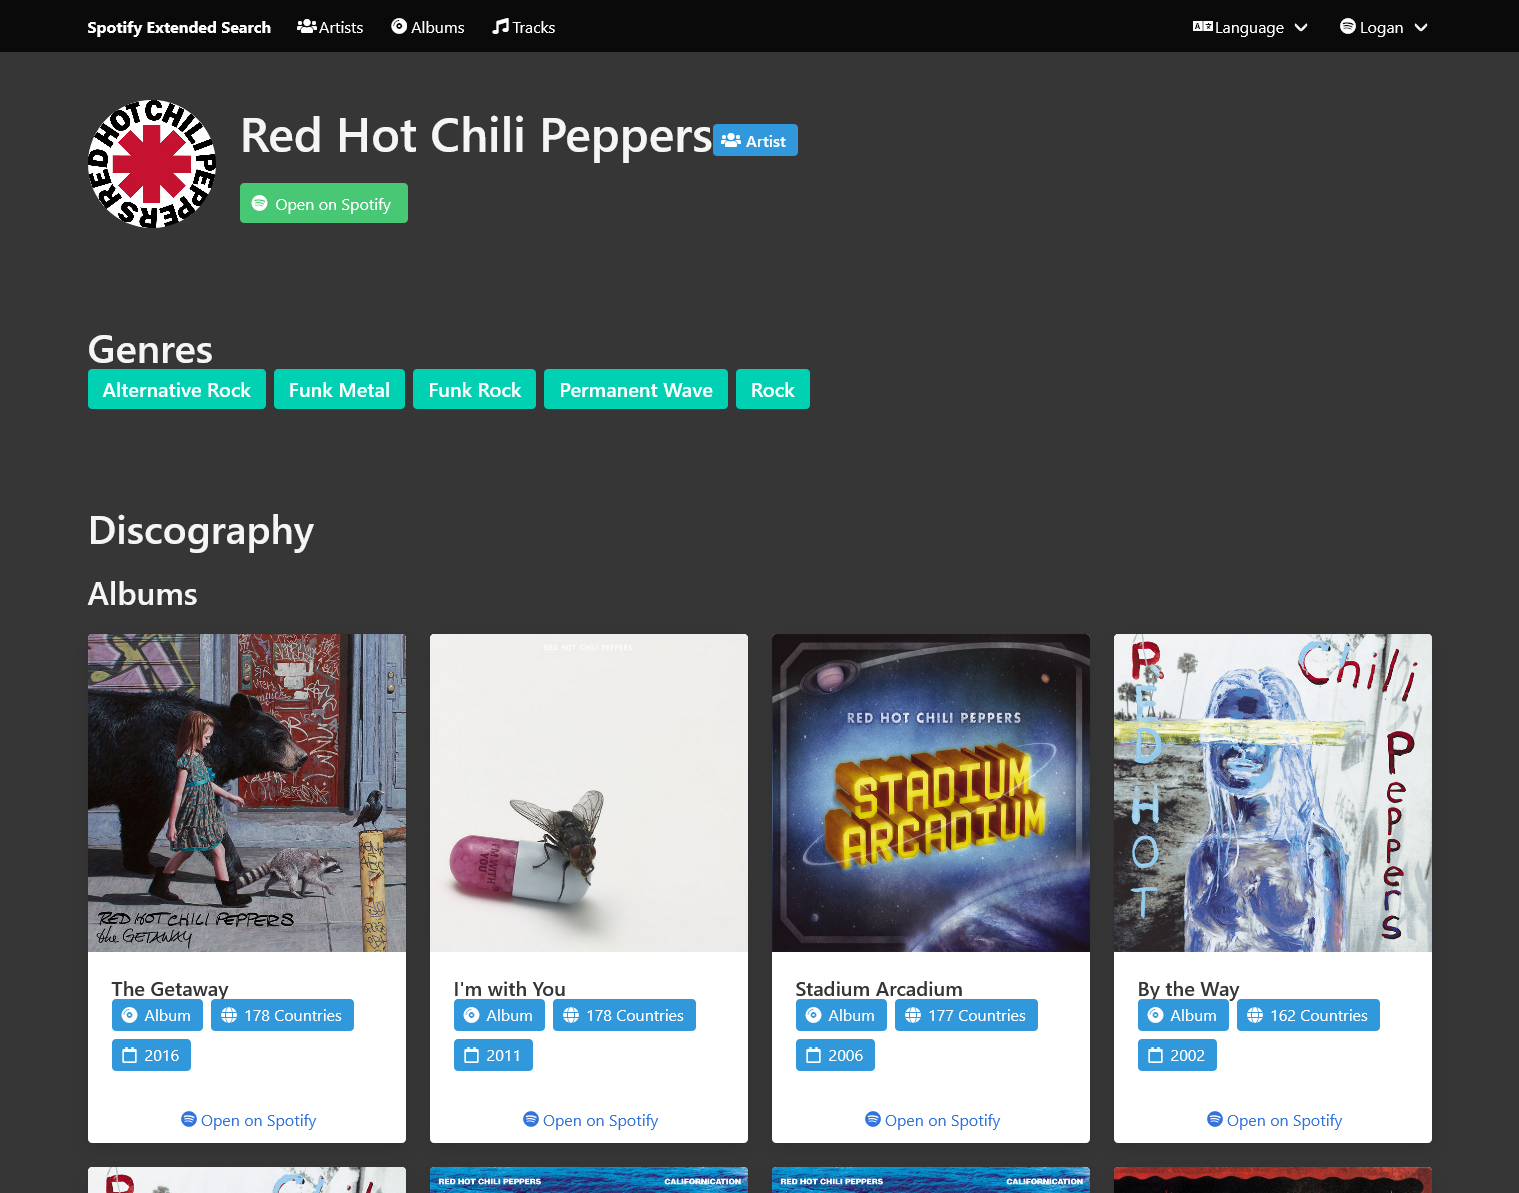 Spotify Extended Search Artists Albums Tracks Language Logan
RED HOT CHILI PEPPERS
Red Hot Chili Peppers Artist
Open on Spotify
Genres
Alternative Rock Funk Metal Funk Rock Permanent Wave Rock
Discography
Albums
RED HOT CHILI PEPPERS
the GETAWAY
RED HOT CHILI PEPPERS
I'M WITH YOU
RED HOT CHILI PEPPERS
STADIUM
ARCADIUM
RED HOT
Chili
Peppers
The Getaway
Album 178 Countries
2016
Open on Spotify
I'm with You
Album 178 Countries
2011
Open on Spotify
Stadium Arcadium
Album 177 Countries
2006
Open on Spotify
By the Way
Album 162 Countries
2002
Open on Spotify
RED HOT CHILI PEPPERS CALIFORNICATION
RED HOT CHILI PEPPERS CALIFORNICATION